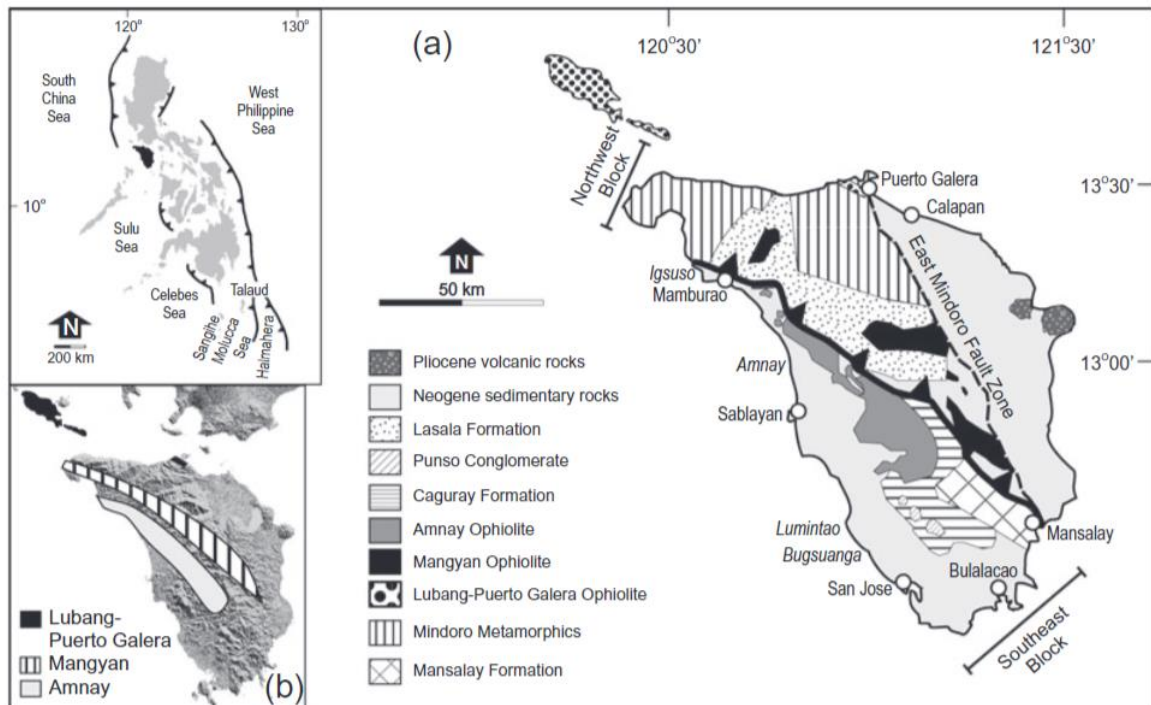 120°
130°
South
China
Sea
West
Philippine
Sea
10°
Sulu
Sea
Celebes
Sea
Talaud
Sangihe
Molucca
Sea
Halmahera
N
200 km
(a)
120°30'
121°30'
Northwest
Block
Puerto Galera
13°30'
Calapan
East Mindoro Fault Zone
N
50 km
Igsuso
Mamburao
13°00'
Amnay
Sablayan
Mansalay
Lumintao
Bugsuanga
San Jose
Bulalacao
Southeast
Block
Pliocene volcanic rocks
Neogene sedimentary rocks
Lasala Formation
Punso Conglomerate
Caguray Formation
Amnay Ophiolite
Mangyan Ophiolite
Lubang-Puerto Galera Ophiolite
Mindoro Metamorphics
Mansalay Formation
Lubang-
Puerto Galera
Mangyan
Amnay
(b)